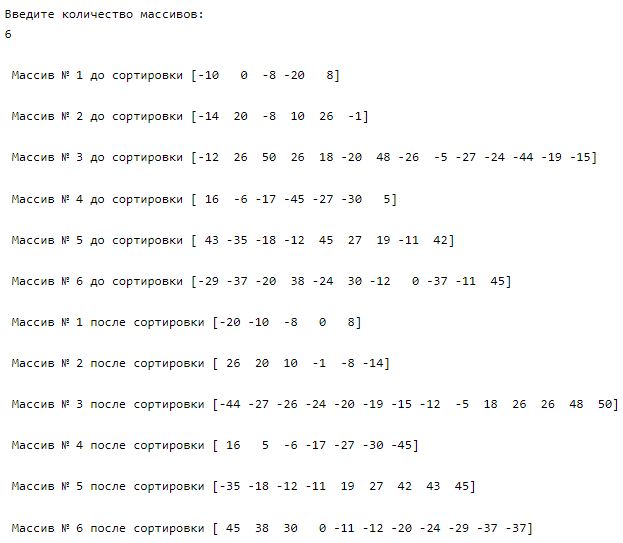 Введите количество массивов:
6
Массив № 1 до сортировки [-10   0  -8 -20   8]
Массив № 2 до сортировки [-14  20  -8  10  26  -1]
Массив № 3 до сортировки [-12  26  50  26  18 -20  48 -26  -5 -27 -24 -44 -19 -15]
Массив № 4 до сортировки [ 16  -6 -17 -45 -27 -30   5]
Массив № 5 до сортировки [ 43 -35 -18 -12  45  27  19 -11  42]
Массив № 6 до сортировки [-29 -37 -20  38 -24  30 -12   0 -37 -11  45]
Массив № 1 после сортировки [-20 -10  -8   0   8]
Массив № 2 после сортировки [ 26  20  10  -1  -8 -14]
Массив № 3 после сортировки [-44 -27 -26 -24 -20 -19 -15 -12  -5  18  26  26  48  50]
Массив № 4 после сортировки [ 16   5  -6 -17 -27 -30 -45]
Массив № 5 после сортировки [-35 -18 -12 -11  19  27  42  43  45]
Массив № 6 после сортировки [ 45  38  30   0 -11 -12 -20 -24 -29 -37 -37]